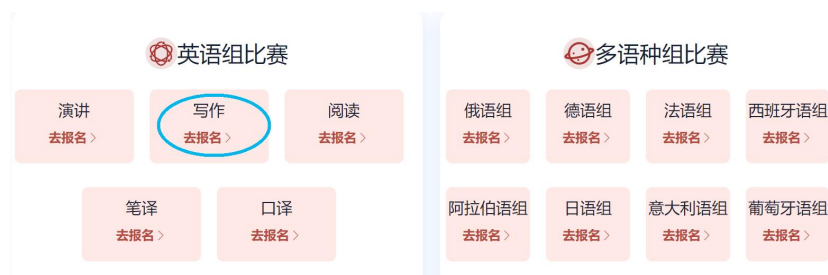 英语组比赛
演讲
去报名>
写作
去报名>
阅读
去报名>
笔译
去报名>
口译
去报名>
多语种组比赛
俄语组
去报名>
德语组
去报名>
法语组
去报名>
西班牙语组
去报名>
阿拉伯语组
去报名>
日语组
去报名>
意大利语组
去报名>
葡萄牙语组
去报名>